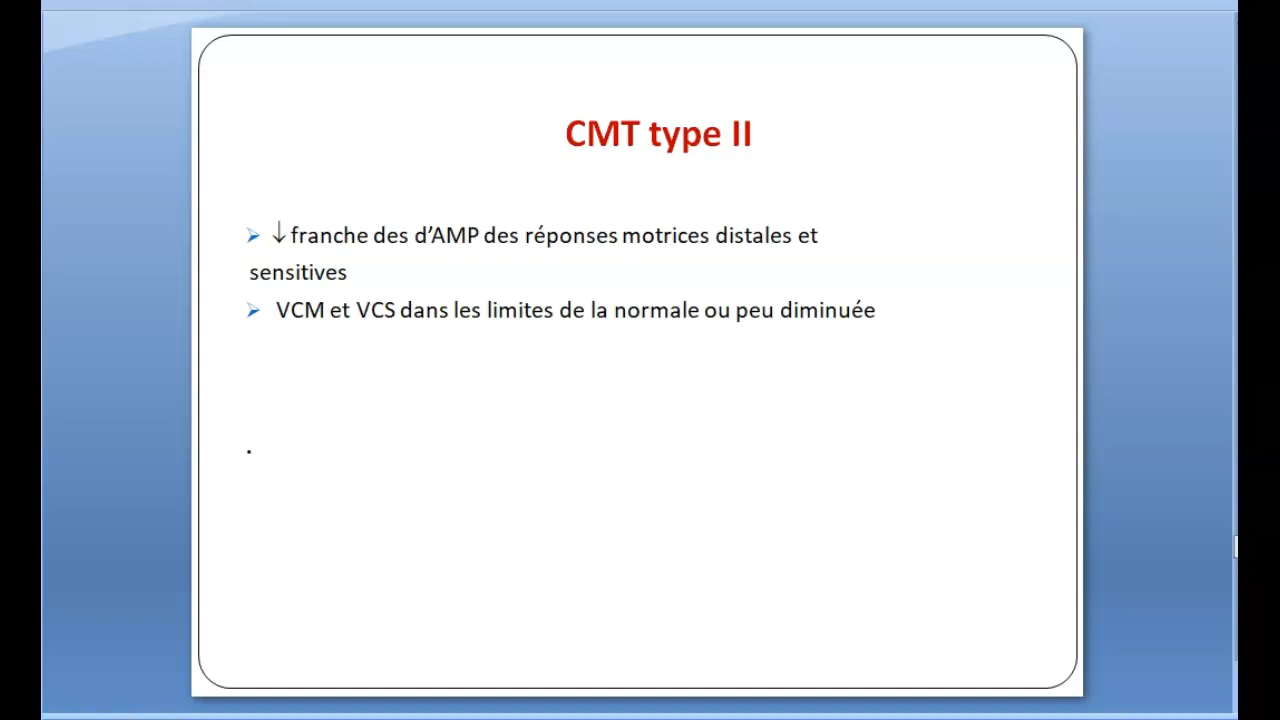 CMT type II
➢ ↓ franche des d’AMP des réponses motrices distales et
sensitives
➢ VCM et VCS dans les limites de la normale ou peu diminuée
.